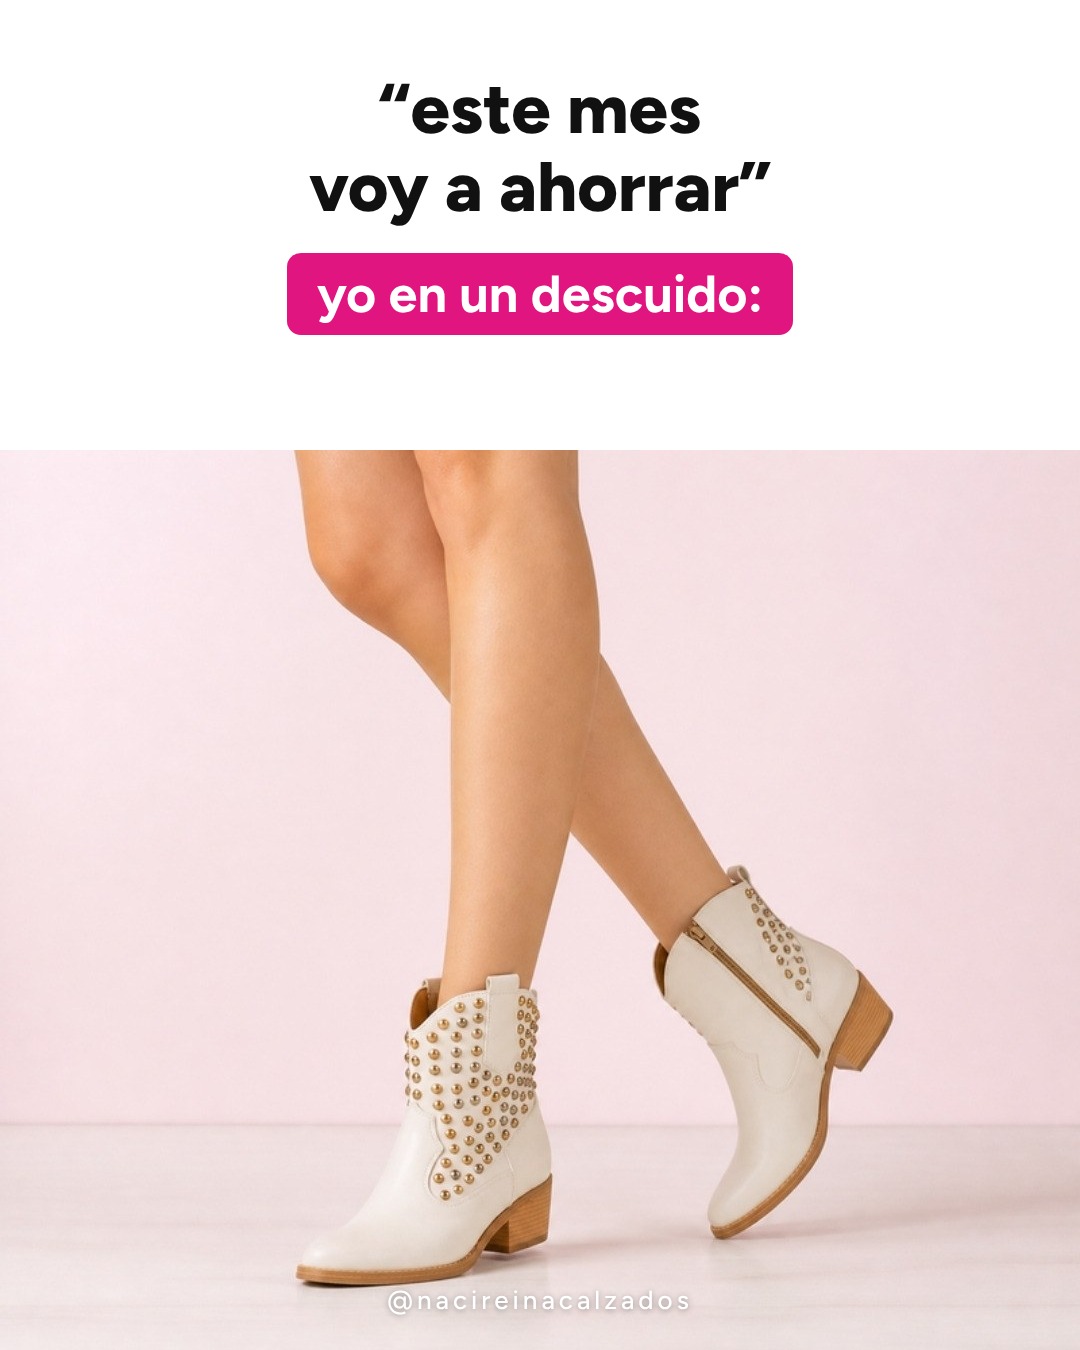 “este mes
voy a ahorrar”
yo en un descuido:
@nacireinacalzados